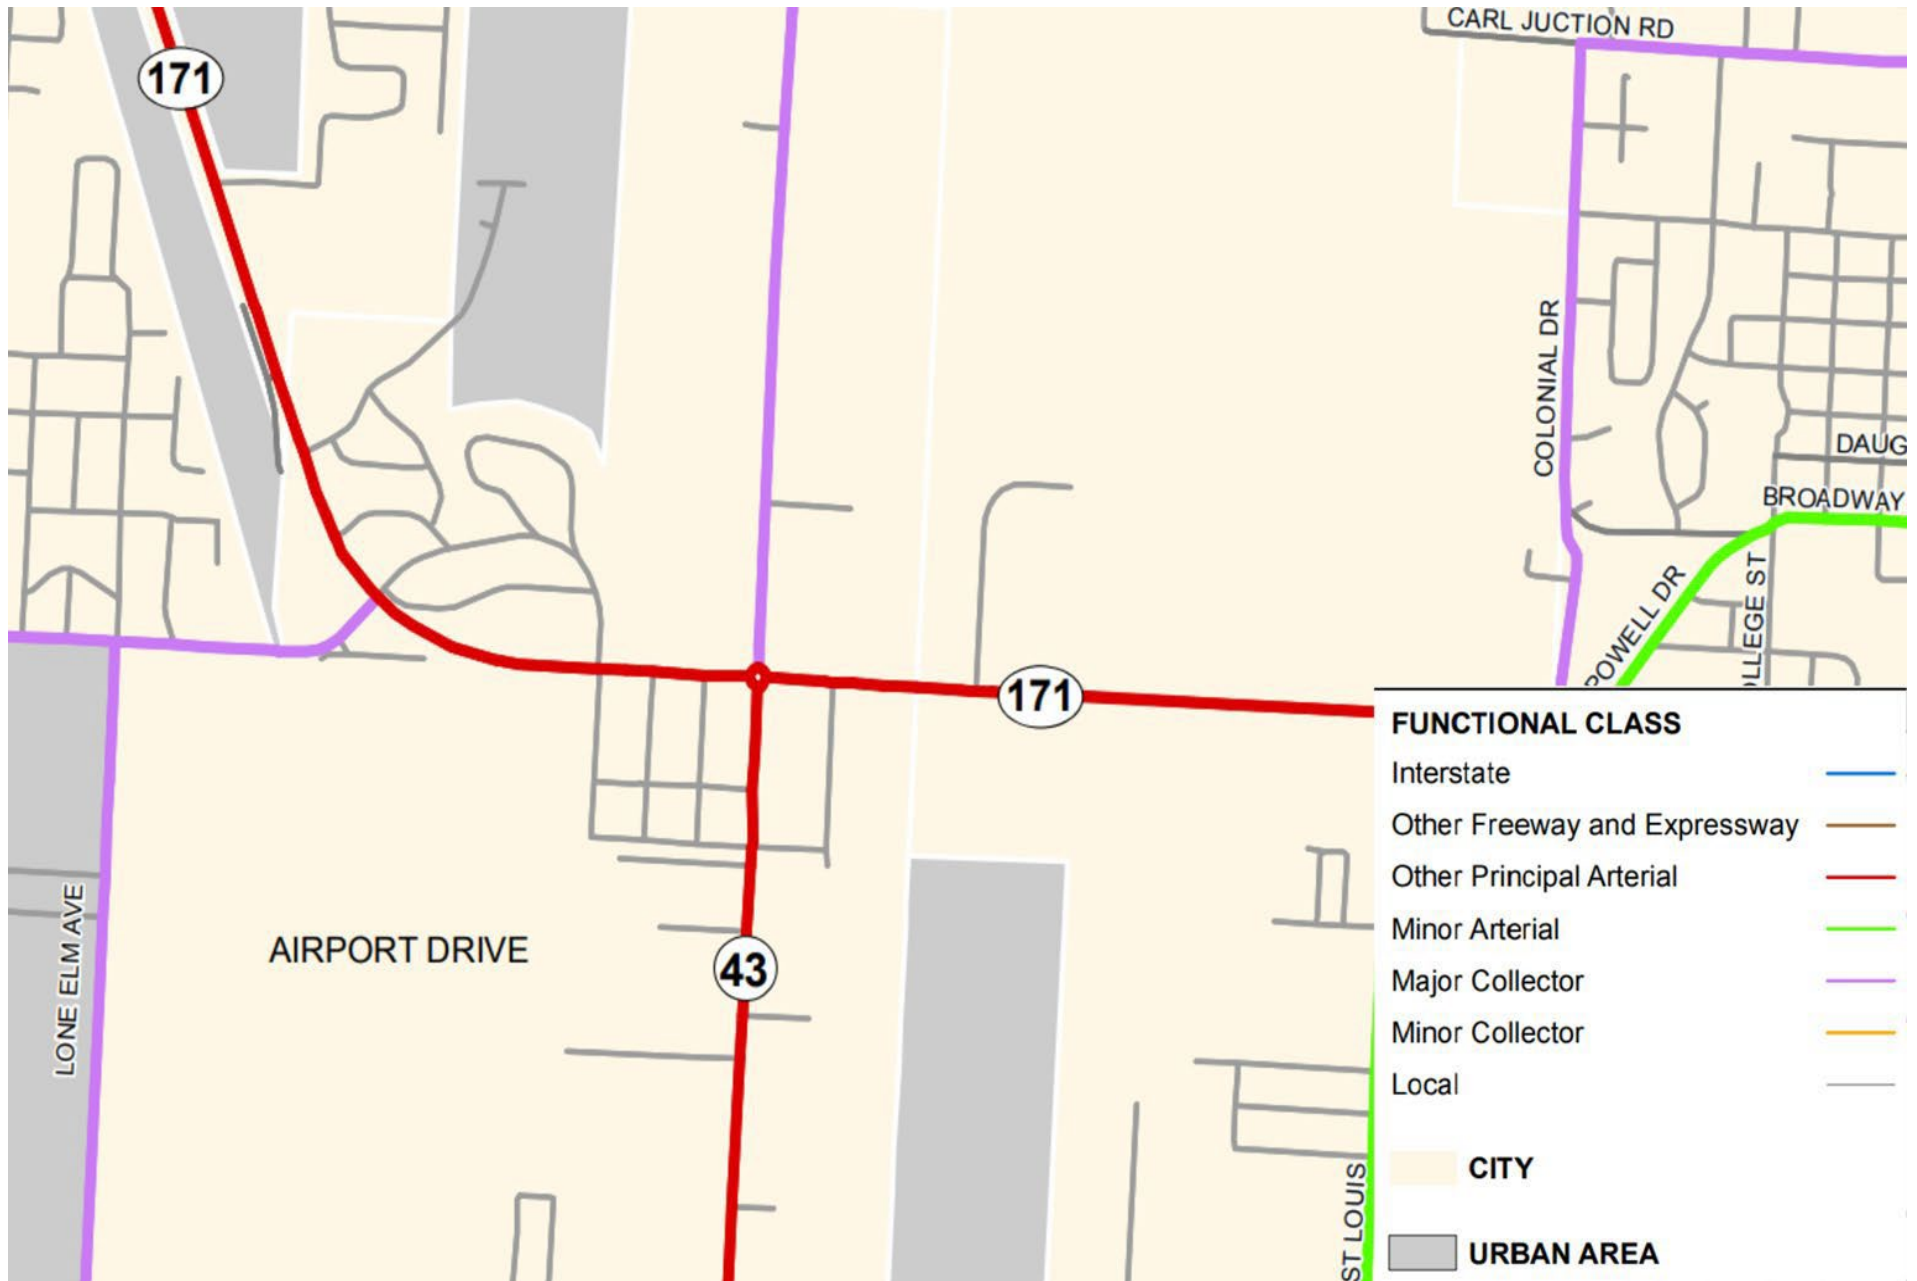 CARL JUCTION RD
171
COLONIAL DR
DAUG
BROADWAY
POWELL DR
LLEGE ST
171
AIRPORT DRIVE
LONE ELM AVE
43
ST LOUIS
FUNCTIONAL CLASS
Interstate
Other Freeway and Expressway
Other Principal Arterial
Minor Arterial
Major Collector
Minor Collector
Local
CITY
URBAN AREA